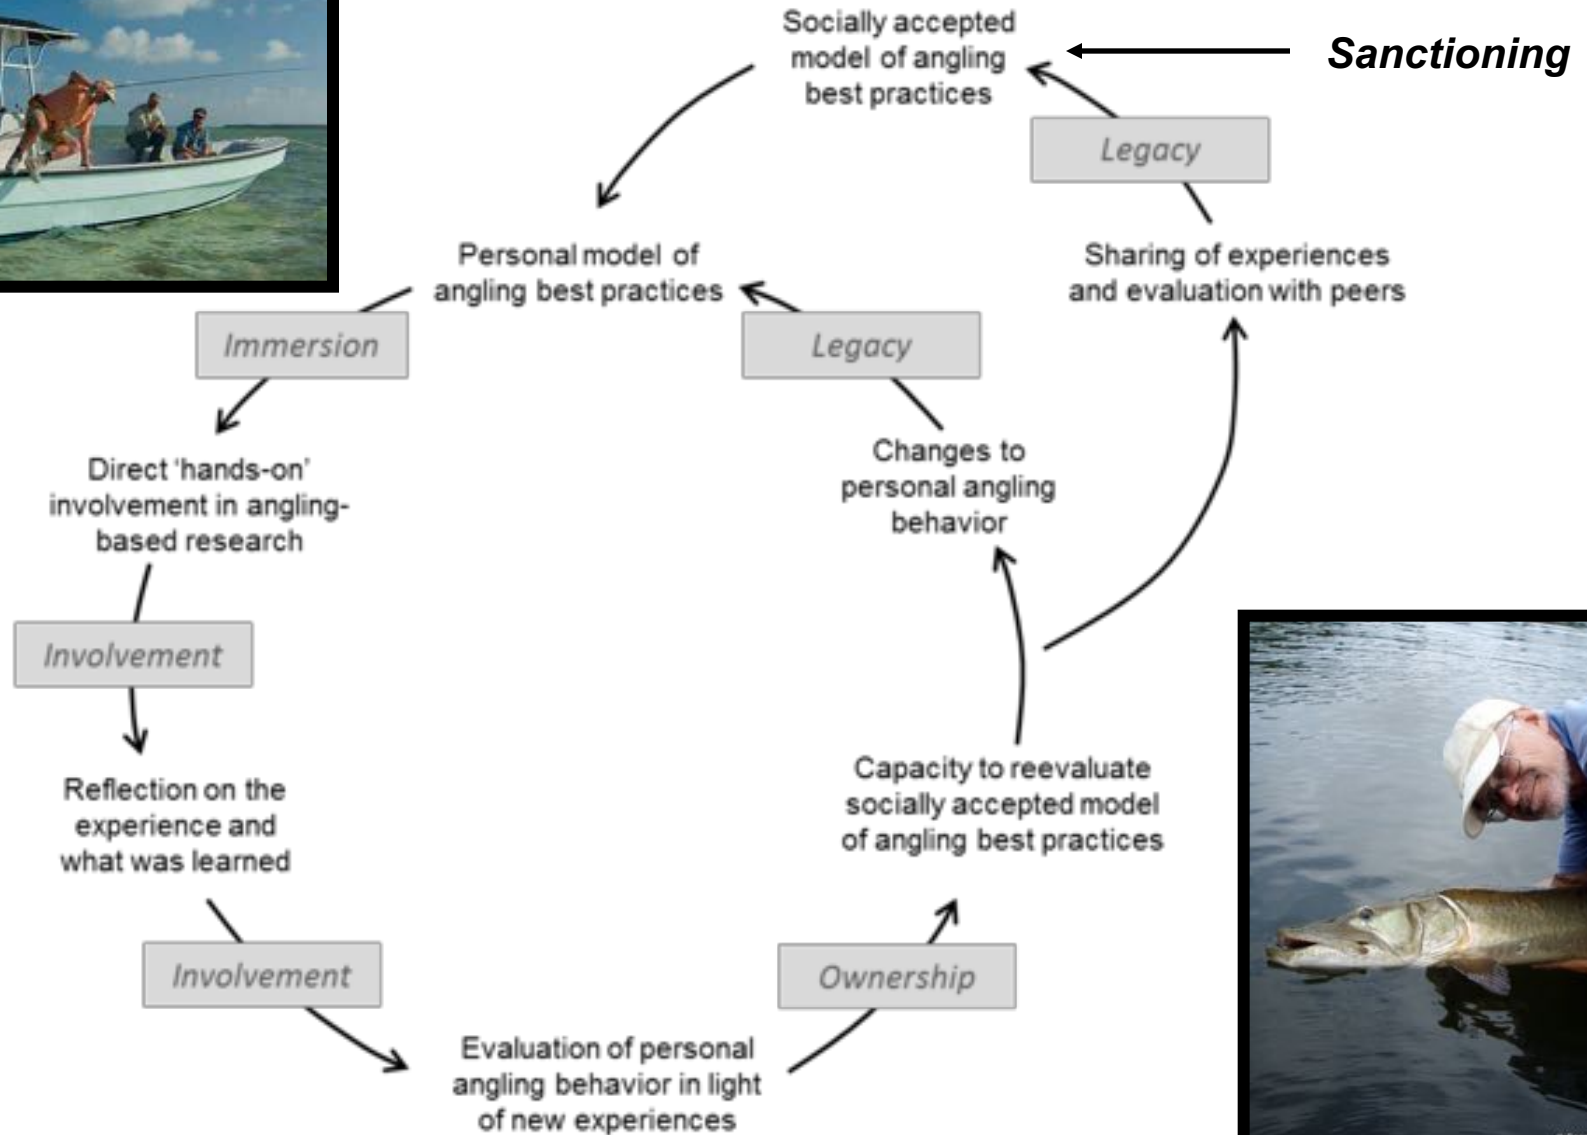 Socially accepted
model of angling
best practices
Sanctioning
Legacy
Personal model of
angling best practices
Sharing of experiences
and evaluation with peers
Immersion
Legacy
Direct ‘hands-on’
involvement in angling-
based research
Changes to
personal angling
behavior
Involvement
Reflection on the
experience and
what was learned
Capacity to reevaluate
socially accepted model
of angling best practices
Involvement
Ownership
Evaluation of personal
angling behavior in light
of new experiences